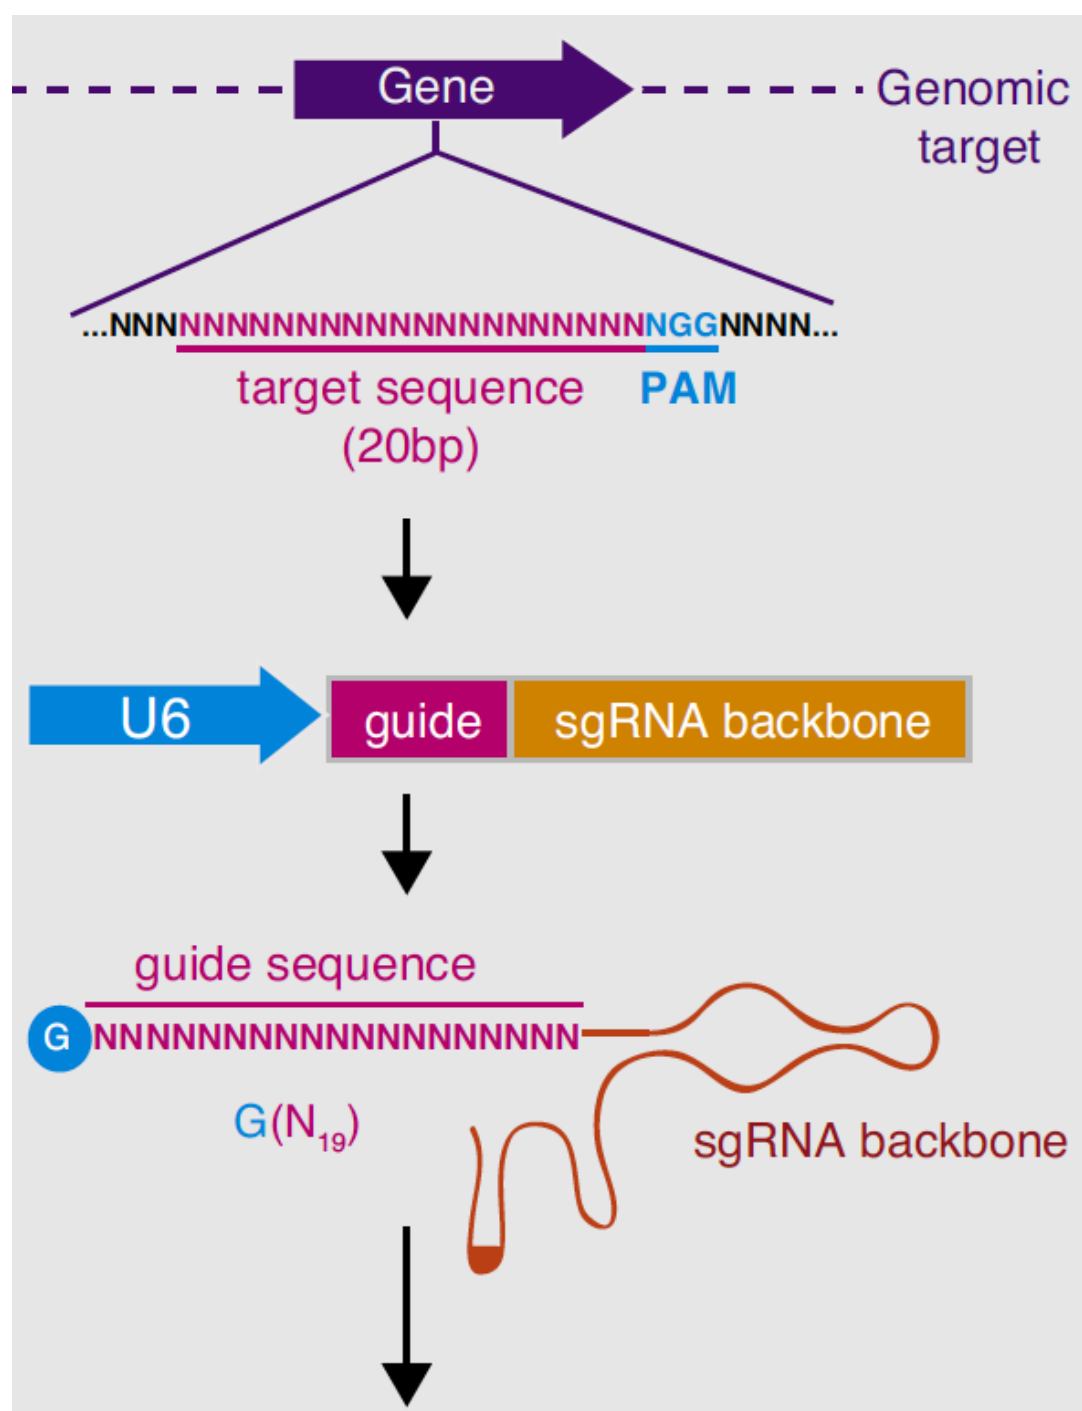 Gene
Genomic
target
...NNNNNNNNNNNNNNNNNNNNNNNNGGNNNN...
target sequence PAM
(20bp)
U6 guide sgRNA backbone
guide sequence
G NNNNNNNNNNNNNNNNNNN
G(N19)
sgRNA backbone